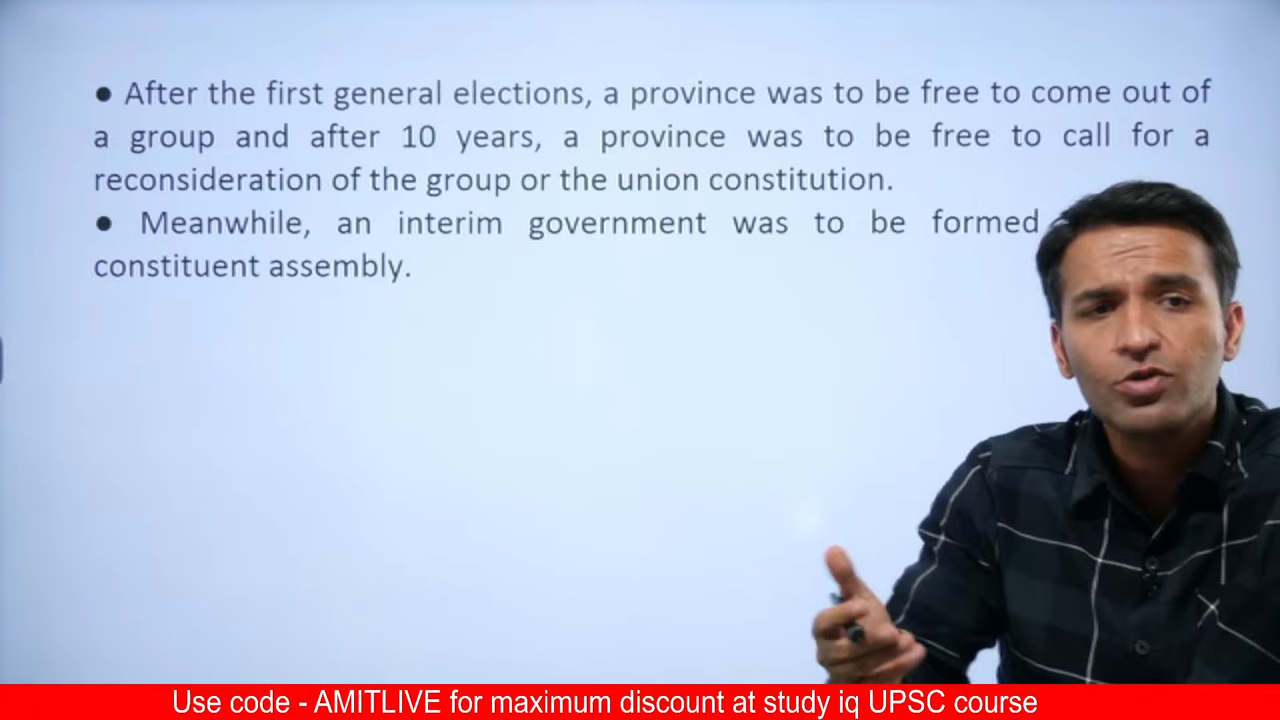 ● After the first general elections, a province was to be free to come out of
a group and after 10 years, a province was to be free to call for a
reconsideration of the group or the union constitution.
● Meanwhile, an interim government was to be formed
constituent assembly.
Use code - AMITLIVE for maximum discount at study iq UPSC course